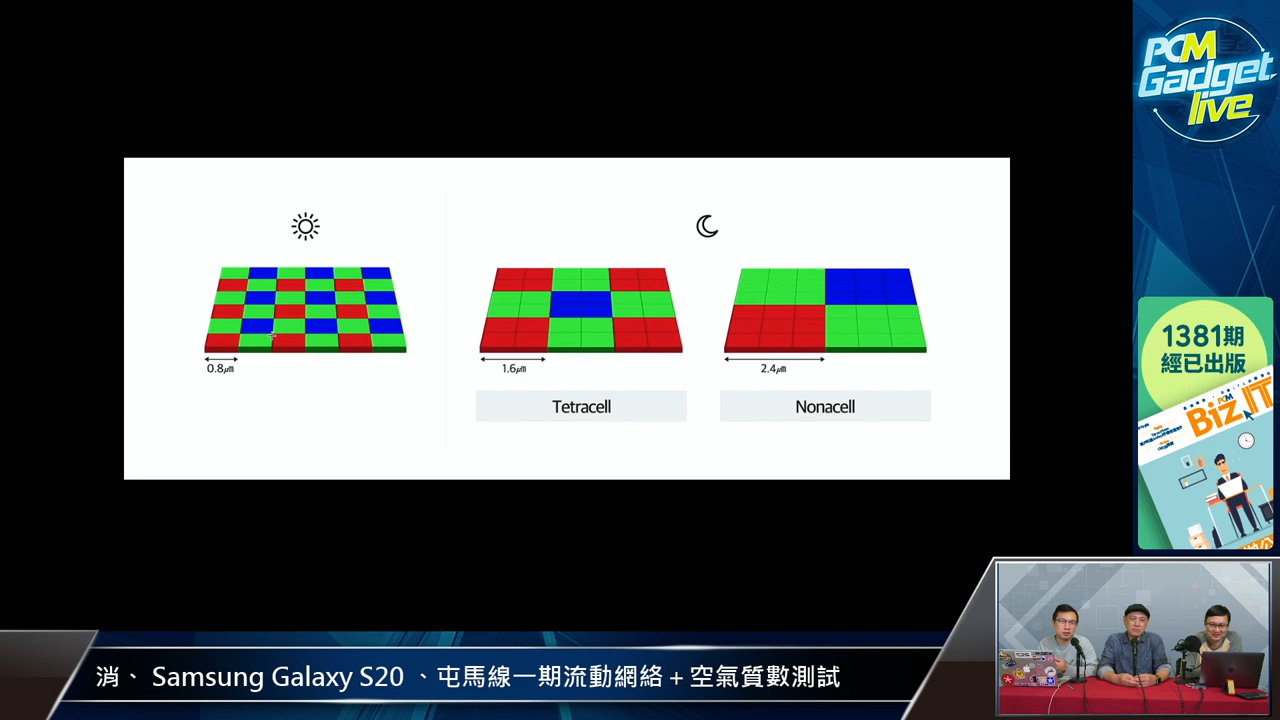 PCM
Gadget
live
0.8㎛
1.6㎛
2.4㎛
Tetracell
Nonacell
1381期
經已出版
PCM
Biz.IT
消、Samsung Galaxy S20 、屯馬線一期流動網絡+空氣質數測試